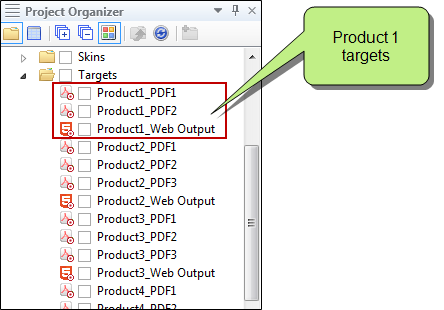 Project Organizer
Skins
Targets
Product1_PDF1
Product1_PDF2
Product1_Web Output
Product2_PDF1
Product2_PDF2
Product2_PDF3
Product2_Web Output
Product3_PDF1
Product3_PDF2
Product3_PDF3
Product3_Web Output
Product4_PDF1
Product4_PDF2
Product 1
targets